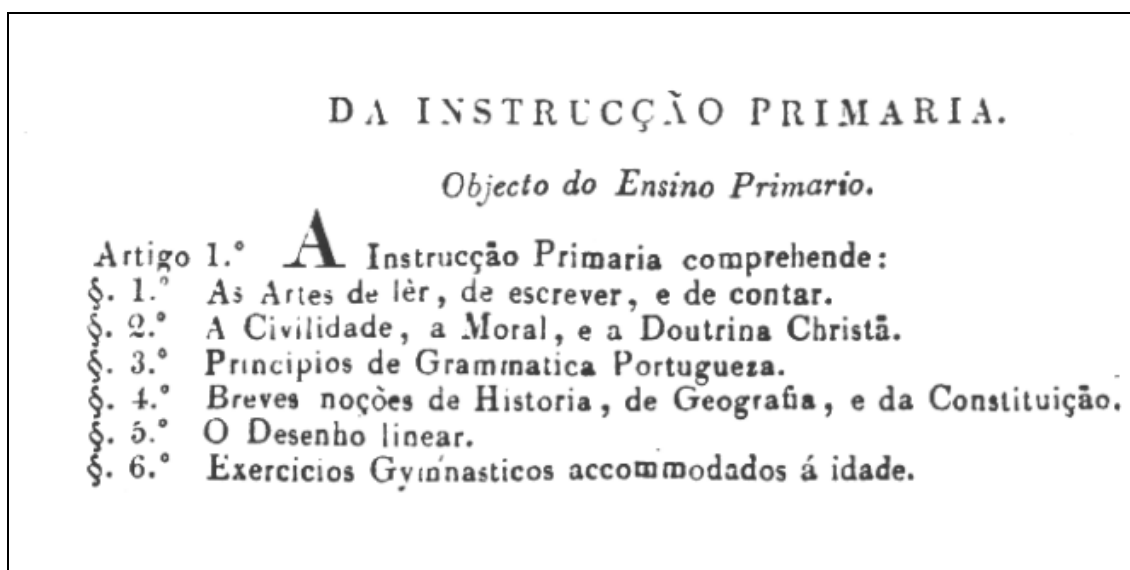 DA INSTRUCÇÃO PRIMARIA.
Objecto do Ensino Primario.
Artigo 1.º A Instrucção Primaria comprehende:
§. 1.º As Artes de lèr, de escrever, e de contar.
§. 2.º A Civilidade, a Moral, e a Doutrina Christã.
§. 3.º Principios de Grammatica Portugueza.
§. 4.º Breves noções de Historia, de Geografia, e da Constituição.
§. 5.º O Desenho linear.
§. 6.º Exercicios Gymnasticos accommodados á idade.